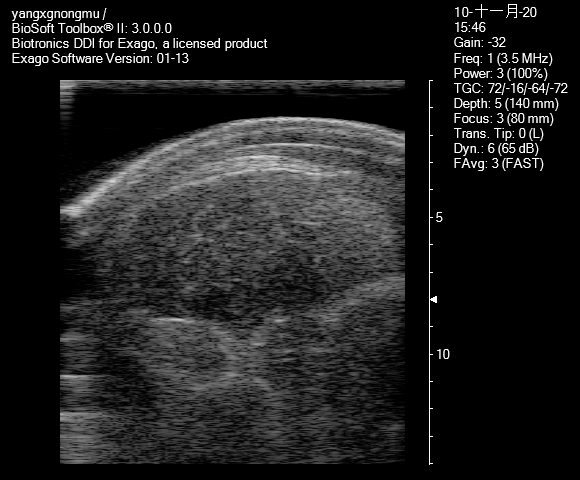 yangxgnongmu /
BioSoft Toolbox® II: 3.0.0.0
Biotronics DDI for Exago, a licensed product
Exago Software Version: 01-13
10-十一月-20
15:46
Gain: -32
Freq: 1 (3.5 MHz)
Power: 3 (100%)
TGC: 72/-16/-64/-72
Depth: 5 (140 mm)
Focus: 3 (80 mm)
Trans. Tip: 0 (L)
Dyn.: 6 (65 dB)
FAvg: 3 (FAST)
5
10